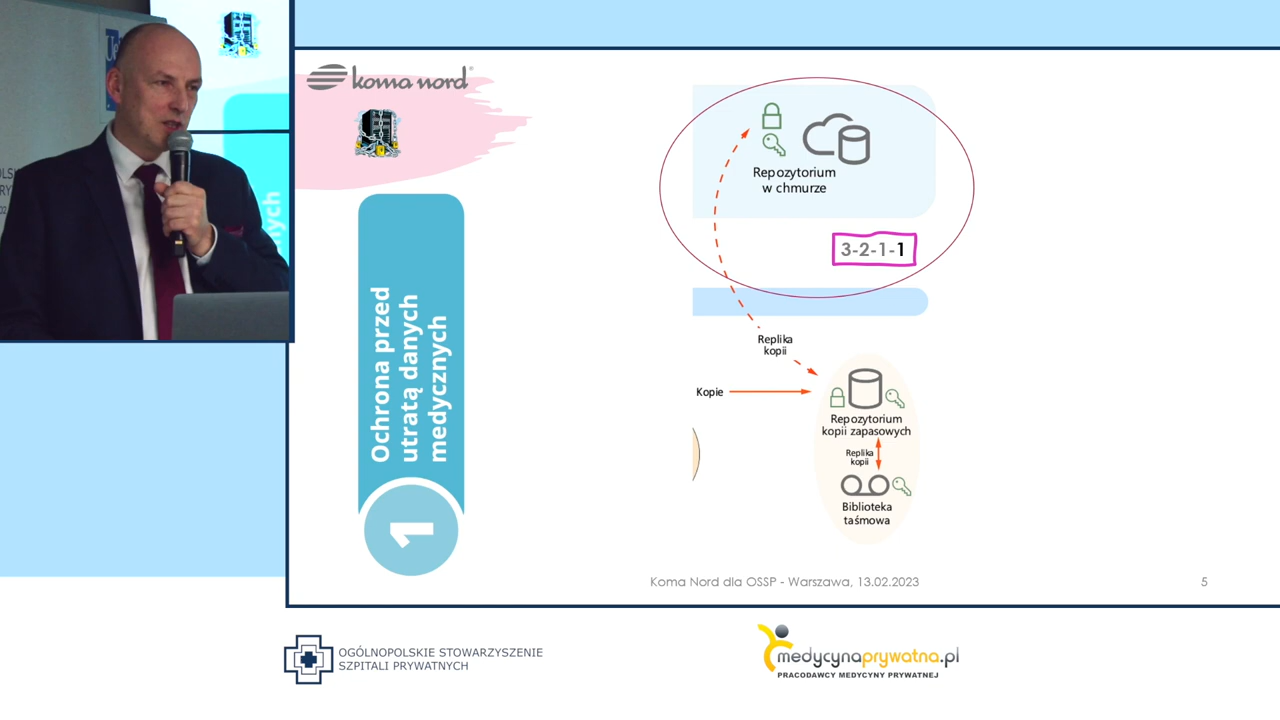 koma nord
Repozytorium
w chmurze
3-2-1-1
Ochrona przed
utratą danych
medycznych
1
Replika
kopii
Kopie
Repozytorium
kopii zapasowych
Replika
kopii
Biblioteka
taśmowa
Koma Nord dla OSSP - Warszawa, 13.02.2023
5
OGÓLNOPOLSKIE STOWARZYSZENIE
SZPITALI PRYWATNYCH
medycynaprywatna.pl
PRACODAWCY MEDYCYNY PRYWATNEJ